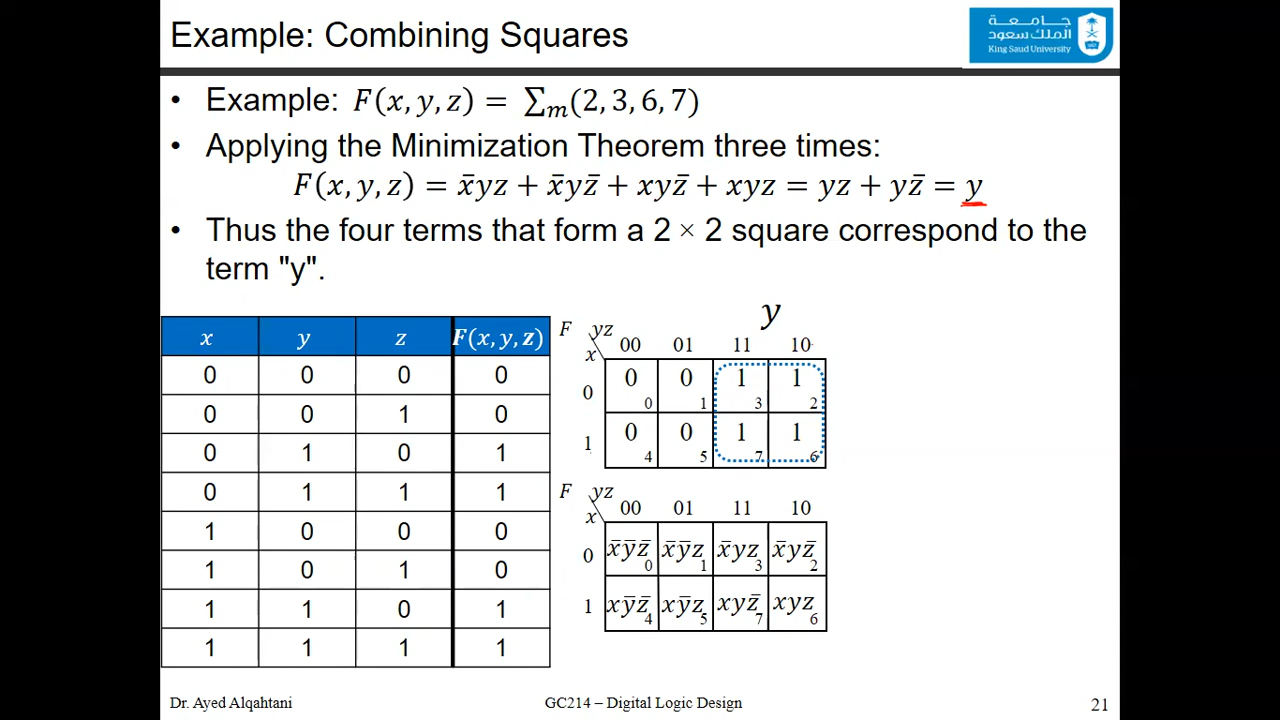 Example: Combining Squares
جامعة
الملك سعود
King Saud University
• Example: F(x, y, z) = ∑m(2, 3, 6, 7)
• Applying the Minimization Theorem three times:
F(x, y, z) = x̄yz + x̄yz̄ + xyz̄ + xyz = yz + yz̄ = y
• Thus the four terms that form a 2 × 2 square correspond to the
term "y".
x y z F(x, y, z)
0 0 0 0
0 0 1 0
0 1 0 1
0 1 1 1
1 0 0 0
1 0 1 0
1 1 0 1
1 1 1 1
y
F yz
x 00 01 11 10
0 0 0 1 1
0 1 3 2
1 0 0 1 1
4 5 7 6
F yz
x 00 01 11 10
0 x̄ȳz̄ 0 x̄ȳz 1 x̄yz 3 x̄yz̄ 2
1 xȳz̄ 4 xȳz 5 xyz̄ 7 xyz 6
Dr. Ayed Alqahtani
GC214 – Digital Logic Design
21